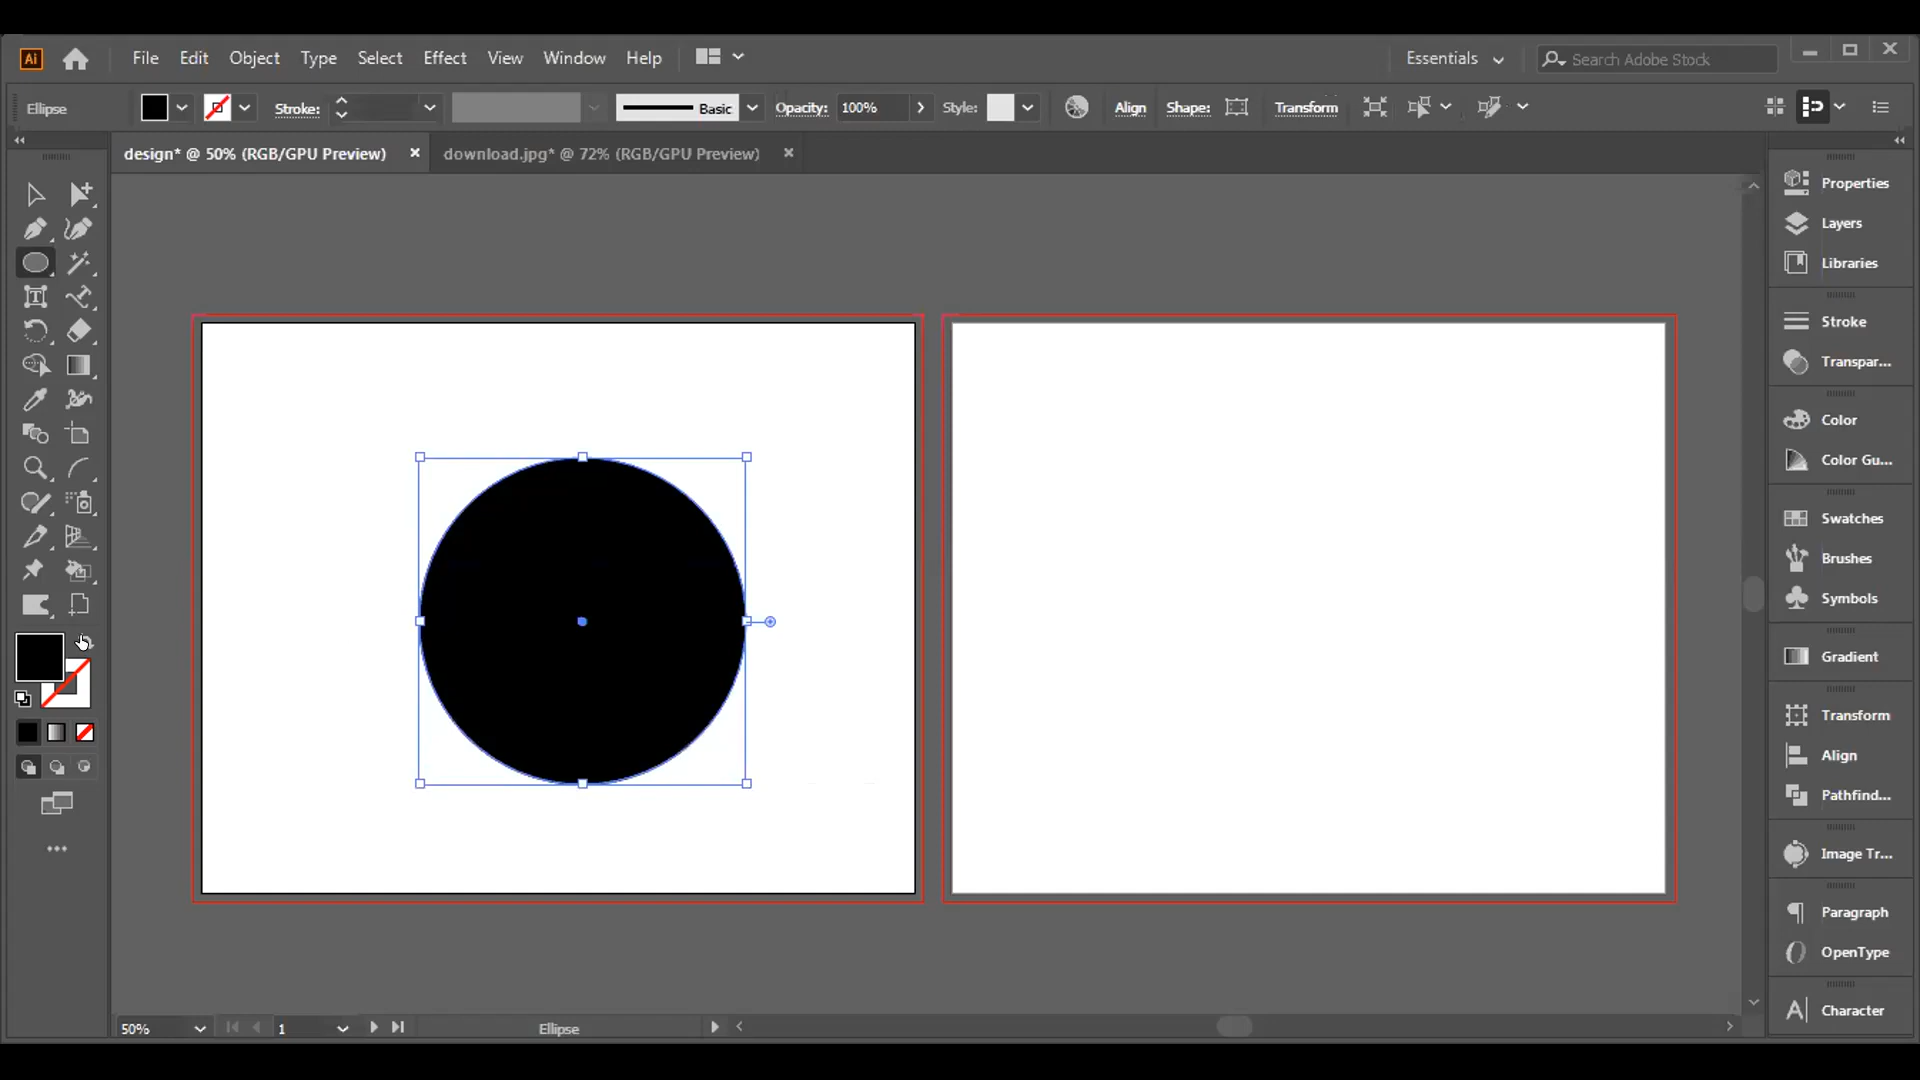 Ai File Edit Object Type Select Effect View Window Help Essentials Search Adobe Stock
Ellipse Stroke: Basic Opacity: 100% Style: Align Shape: Transform
design* @ 50% (RGB/GPU Preview) × download.jpg* @ 72% (RGB/GPU Preview) ×
Properties
Layers
Libraries
Stroke
Transpar...
Color
Color Gu...
Swatches
Brushes
Symbols
Gradient
Transform
Align
Pathfind...
Image Tr...
Paragraph
OpenType
Character
50% 1 Ellipse